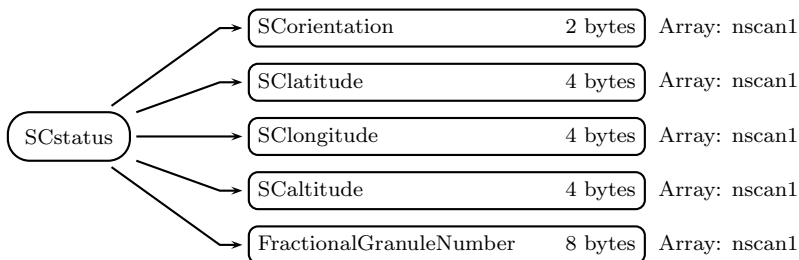 SCorientation 2 bytes Array: nscan1
SClatitude 4 bytes Array: nscan1
SCstatus
SClongitude 4 bytes Array: nscan1
SCaltitude 4 bytes Array: nscan1
FractionalGranuleNumber 8 bytes Array: nscan1